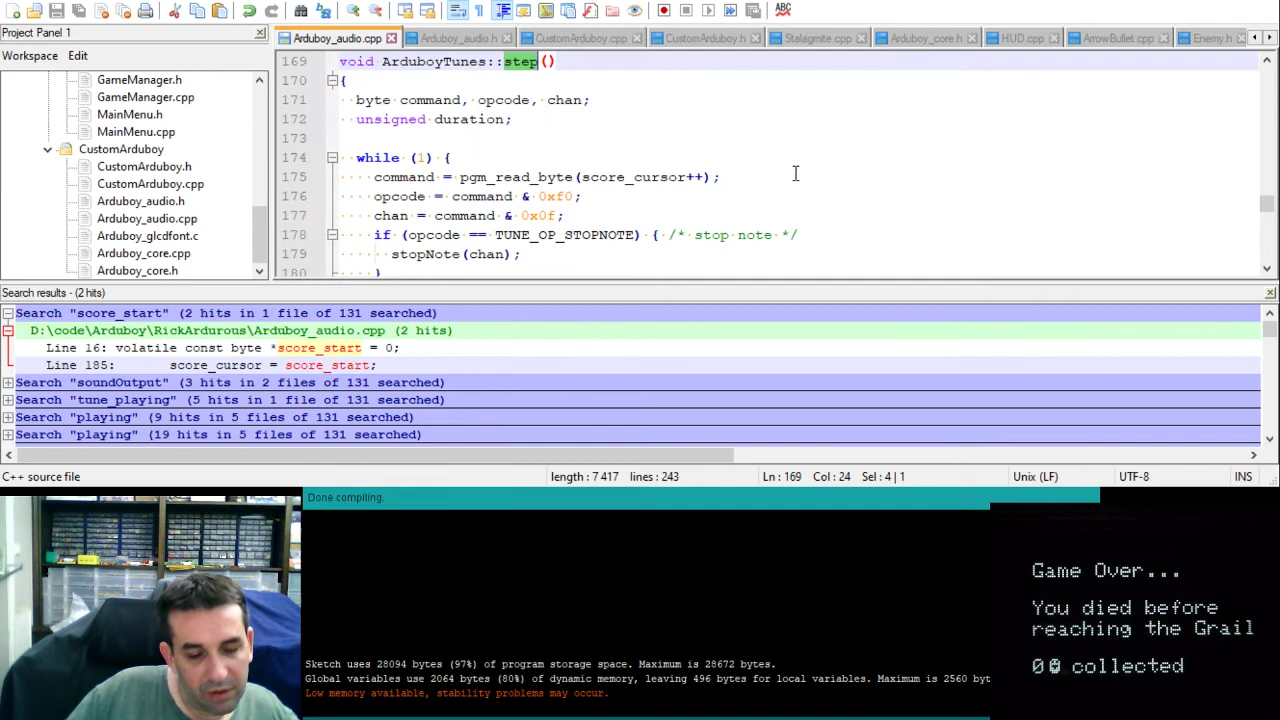 ABC
Project Panel 1
Workspace Edit
GameManager.h
GameManager.cpp
MainMenu.h
MainMenu.cpp
CustomArduboy
CustomArduboy.h
CustomArduboy.cpp
Arduboy_audio.h
Arduboy_audio.cpp
Arduboy_glcdfont.c
Arduboy_core.cpp
Arduboy_core.h
Arduboy_audio.cpp Arduboy_audio.h CustomArduboy.cpp CustomArduboy.h Stalagmite.cpp Arduboy_core.h HUD.cpp ArrowBullet.cpp Enemy.h
169 void ArduboyTunes::step()
170 {
171 byte command, opcode, chan;
172 unsigned duration;
173
174 while (1) {
175 command = pgm_read_byte(score_cursor++);
176 opcode = command & 0xf0;
177 chan = command & 0x0f;
178 if (opcode == TUNE_OP_STOPNOTE) { /* stop note */
179 stopNote(chan);
180 }
Search results - (2 hits)
Search "score_start" (2 hits in 1 file of 131 searched)
D:\code\Arduboy\RickArdurous\Arduboy_audio.cpp (2 hits)
Line 16: volatile const byte *score_start = 0;
Line 185: score_cursor = score_start;
Search "soundOutput" (3 hits in 2 files of 131 searched)
Search "tune_playing" (5 hits in 1 file of 131 searched)
Search "playing" (9 hits in 5 files of 131 searched)
Search "playing" (19 hits in 5 files of 131 searched)
C++ source file length : 7 417 lines : 243 Ln : 169 Col : 24 Sel : 4 | 1 Unix (LF) UTF-8 INS
Done compiling.
Sketch uses 28094 bytes (97%) of program storage space. Maximum is 28672 bytes.
Global variables use 2064 bytes (80%) of dynamic memory, leaving 496 bytes for local variables. Maximum is 2560 byt
Low memory available, stability problems may occur.
Game Over...
You died before
reaching the Grail
collected